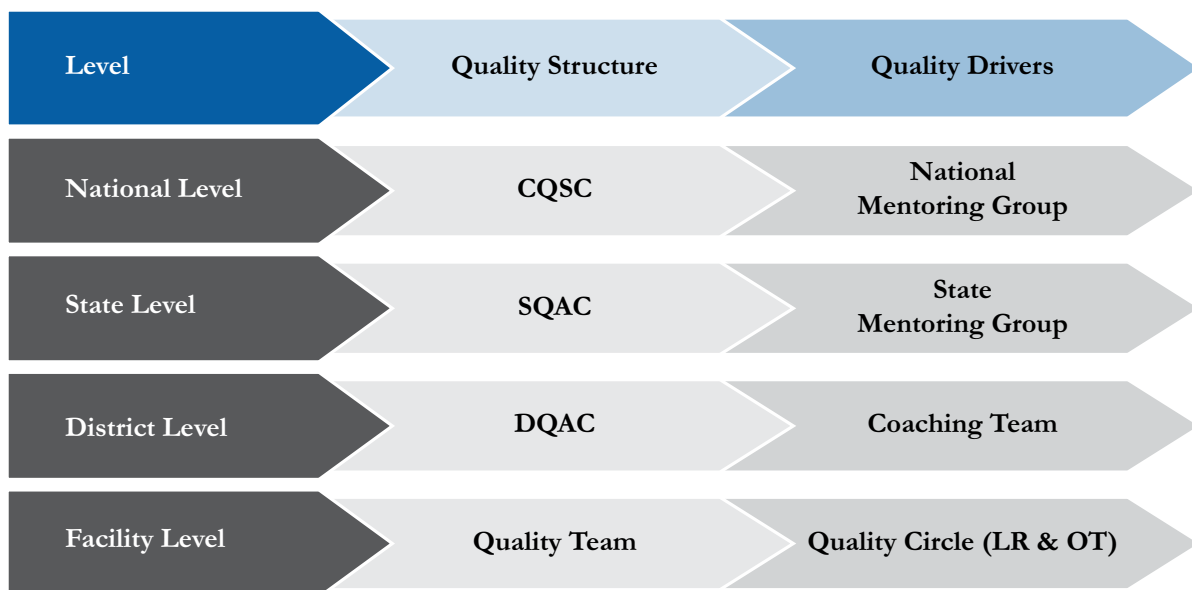 Level
Quality Structure
Quality Drivers
National Level
CQSC
National
Mentoring Group
State Level
SQAC
State
Mentoring Group
District Level
DQAC
Coaching Team
Facility Level
Quality Team
Quality Circle (LR & OT)